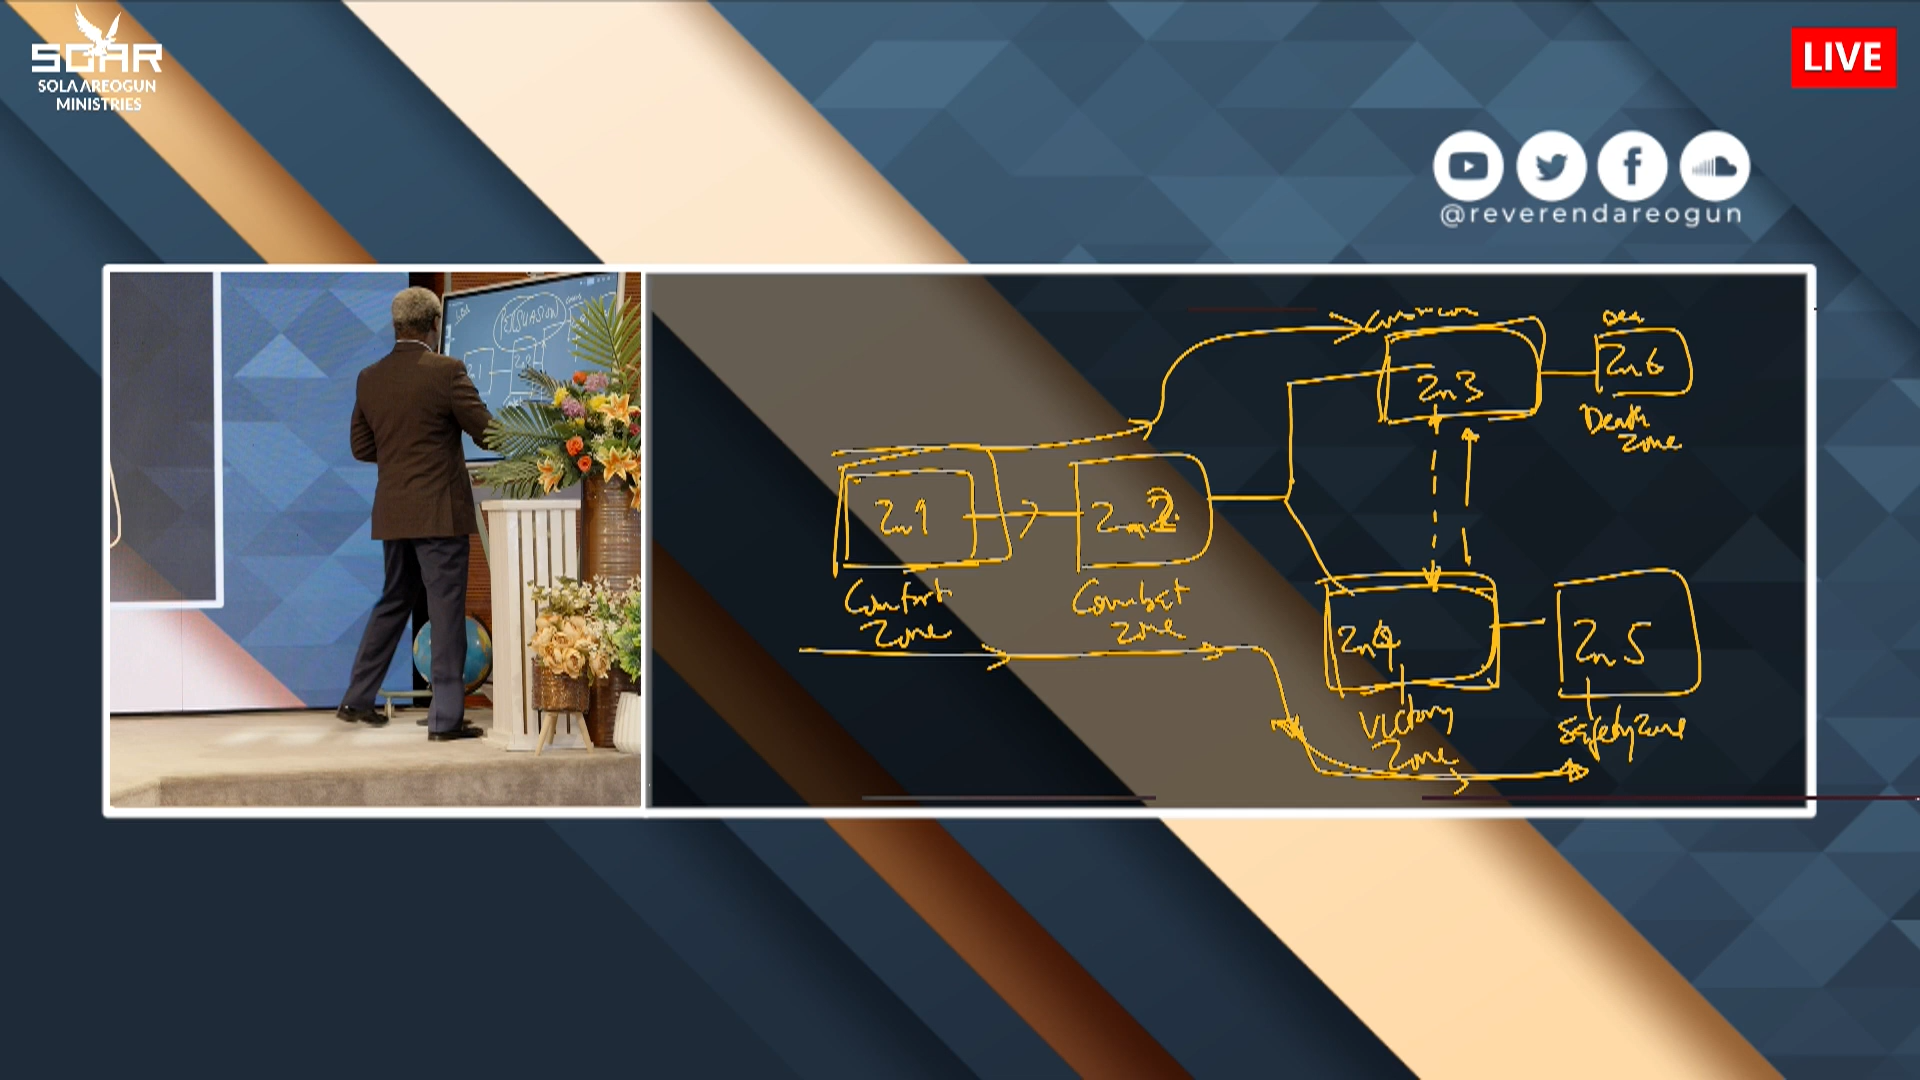 SOAR
SOLA AREOGUN
MINISTRIES
LIVE
@reverendareogun
PERSUASION
Zn 3
Zn 6
Death
Zone
Zn 1
Zn 2
Comfort
Zone
Combat
Zone
Zn 4
Zn 5
Victory
Zone
Safety Zone